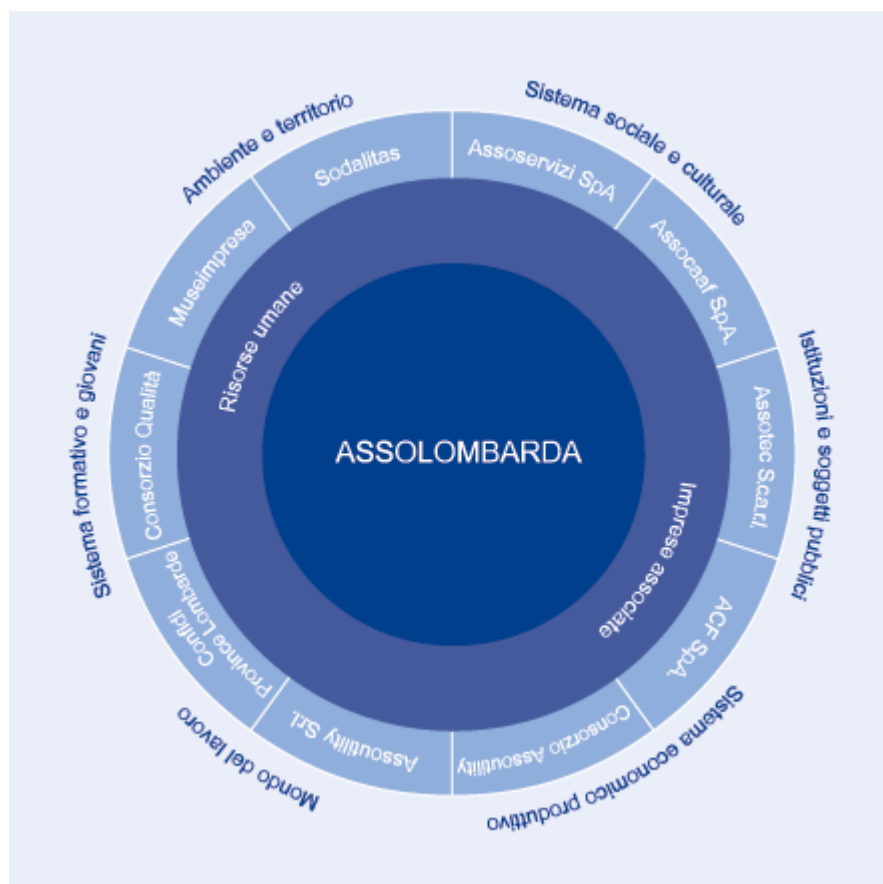 Ambiente e territorio
Sistema sociale e culturale
Istituzioni e soggetti pubblici
Sistema economico produttivo
Mondo del lavoro
Sistema formativo e giovani
Sodalitas
Assoservizi SpA
Assocaaf S.p.A.
Assotec S.c.a.r.l.
ACF S.p.A.
Consorzio Assoutility
Assoutility S.r.l.
Confidi
Province Lombarde
Consorzio Qualità
Museimpresa
Risorse umane
Imprese associate
ASSOLOMBARDA